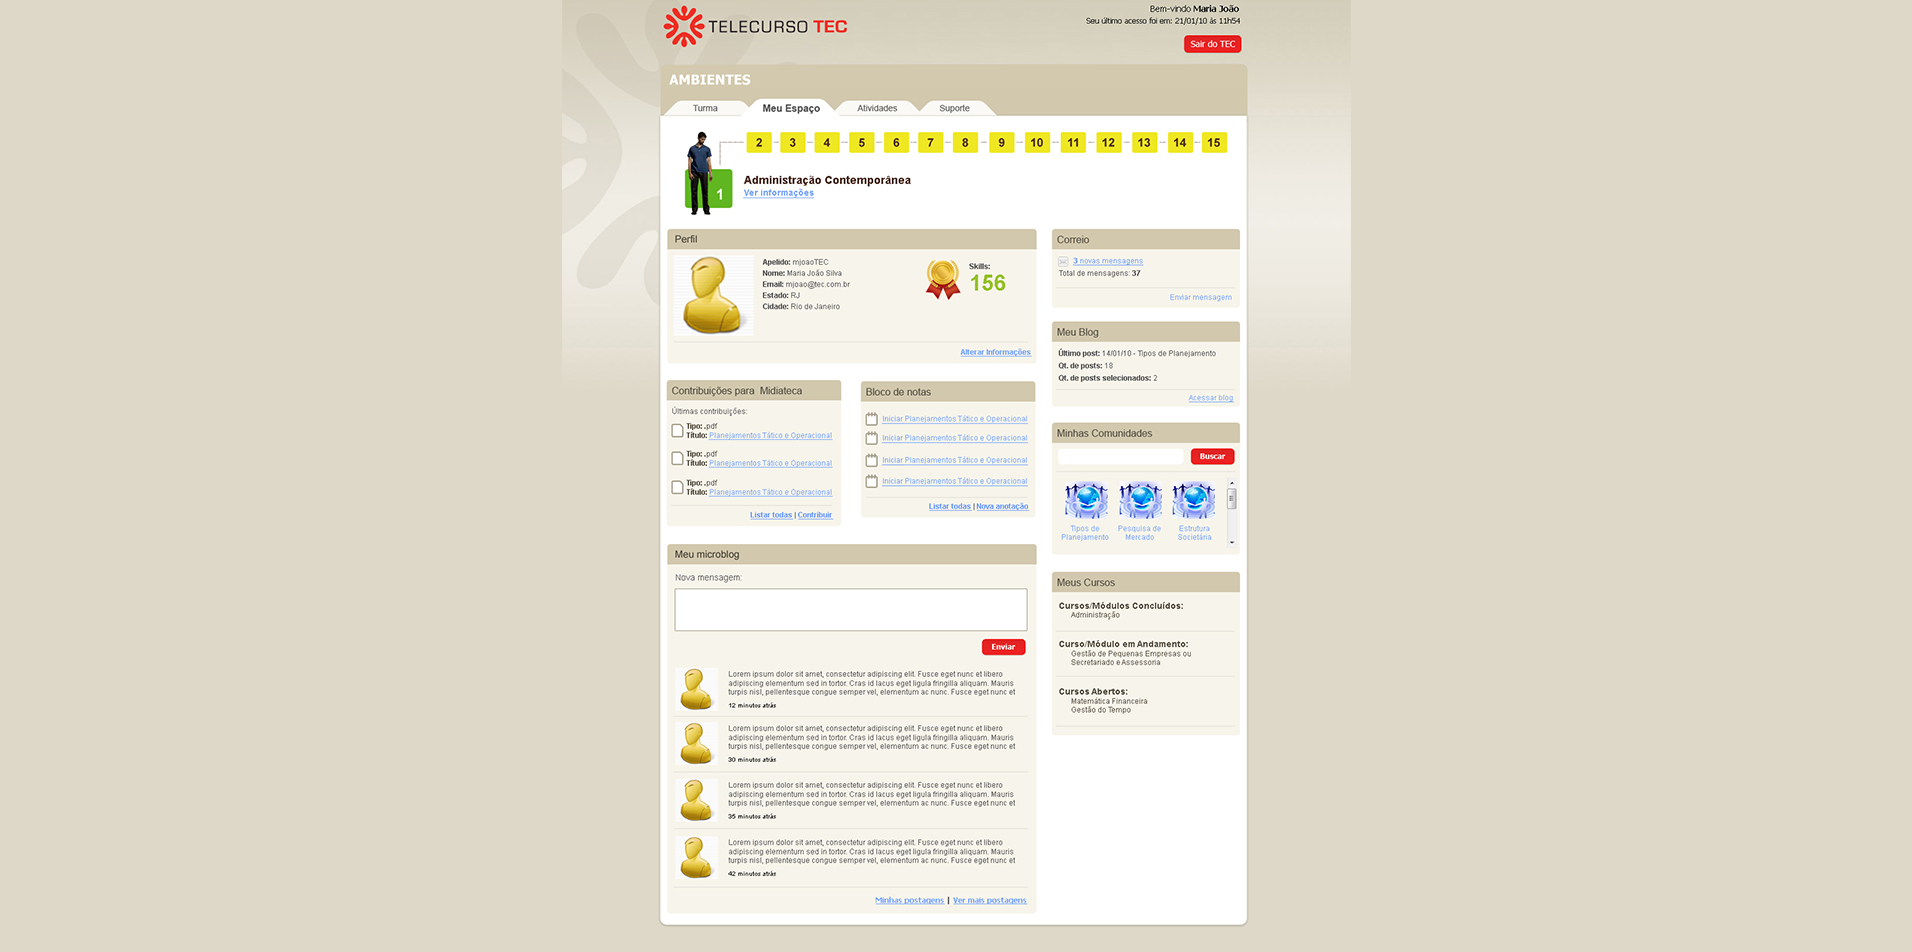 TELECURSO TEC
Bem-vindo Maria João
Seu último acesso foi em: 21/01/10 às 11h54
Sair do TEC
AMBIENTES
Turma
Meu Espaço
Atividades
Suporte
2 3 4 5 6 7 8 9 10 11 12 13 14 15
1
Administração Contemporânea
Ver informações
Perfil
Apelido: mjoaoTEC
Nome: Maria João Silva
Email: mjoao@tec.com.br
Estado: RJ
Cidade: Rio de Janeiro
Skills:
156
Alterar Informações
Contribuições para Midiateca
Últimas contribuições:
Tipo: .pdf
Título: Planejamentos Tático e Operacional
Tipo: .pdf
Título: Planejamentos Tático e Operacional
Tipo: .pdf
Título: Planejamentos Tático e Operacional
Listar todas | Contribuir
Bloco de notas
Iniciar Planejamentos Tático e Operacional
Iniciar Planejamentos Tático e Operacional
Iniciar Planejamentos Tático e Operacional
Iniciar Planejamentos Tático e Operacional
Listar todas | Nova anotação
Meu microblog
Nova mensagem:
Enviar
Lorem ipsum dolor sit amet, consectetur adipiscing elit. Fusce eget nunc et libero
adipiscing elementum sed in tortor. Cras id lacus eget ligula fringilla aliquam. Mauris
turpis nisl, pellentesque congue semper vel, elementum ac nunc. Fusce eget nunc et
12 minutos atrás
Lorem ipsum dolor sit amet, consectetur adipiscing elit. Fusce eget nunc et libero
adipiscing elementum sed in tortor. Cras id lacus eget ligula fringilla aliquam. Mauris
turpis nisl, pellentesque congue semper vel, elementum ac nunc. Fusce eget nunc et
30 minutos atrás
Lorem ipsum dolor sit amet, consectetur adipiscing elit. Fusce eget nunc et libero
adipiscing elementum sed in tortor. Cras id lacus eget ligula fringilla aliquam. Mauris
turpis nisl, pellentesque congue semper vel, elementum ac nunc. Fusce eget nunc et
35 minutos atrás
Lorem ipsum dolor sit amet, consectetur adipiscing elit. Fusce eget nunc et libero
adipiscing elementum sed in tortor. Cras id lacus eget ligula fringilla aliquam. Mauris
turpis nisl, pellentesque congue semper vel, elementum ac nunc. Fusce eget nunc et
42 minutos atrás
Minhas postagens | Ver mais postagens
Correio
3 novas mensagens
Total de mensagens: 37
Enviar mensagem
Meu Blog
Último post: 14/01/10 - Tipos de Planejamento
Qt. de posts: 18
Qt. de posts selecionados: 2
Acessar blog
Minhas Comunidades
Buscar
Tipos de
Planejamento
Pesquisa de
Mercado
Estrutura
Societária
Meus Cursos
Cursos/Módulos Concluídos:
Administração
Curso/Módulo em Andamento:
Gestão de Pequenas Empresas ou
Secretariado e Assessoria
Cursos Abertos:
Matemática Financeira
Gestão do Tempo